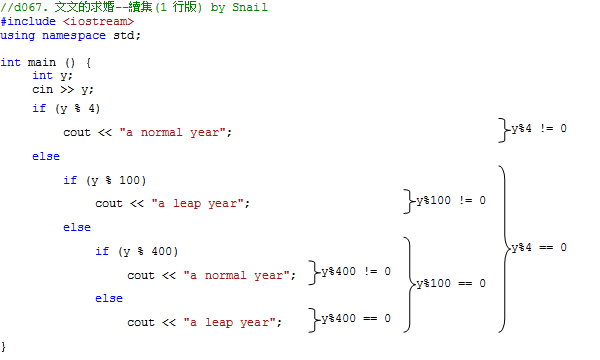 //d067. 文文的求婚--續集(1 行版) by Snail
#include <iostream>
using namespace std;
int main () {
int y;
cin >> y;
if (y % 4)
cout << "a normal year"; y%4 != 0
else
if (y % 100)
cout << "a leap year"; y%100 != 0
else
y%4 == 0
if (y % 400)
cout << "a normal year"; y%400 != 0
y%100 == 0
else
cout << "a leap year"; y%400 == 0
}